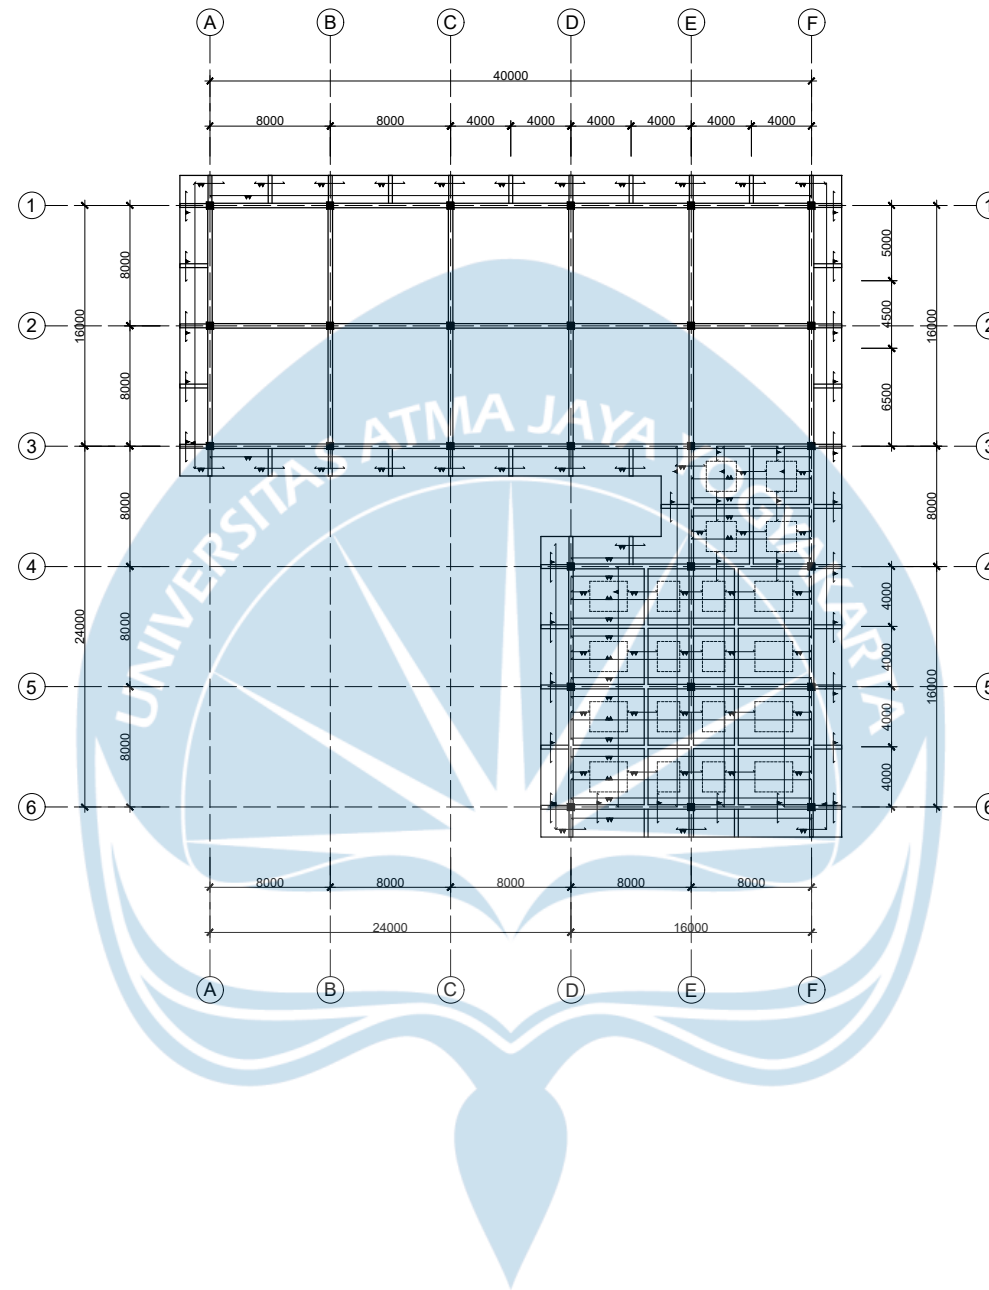 A B C D E F
40000
8000 8000 4000 4000 4000 4000 4000 4000
1 1
8000 5000
16000 4500 16000
2 2
8000 6500
3 3
8000 8000
4 4
4000
24000 8000 4000
5 5
16000
8000 4000
4000
6 6
8000 8000 8000 8000 8000
24000 16000
A B C D E F
UNIVERSITAS ATMA JAYA YOGYAKARTA